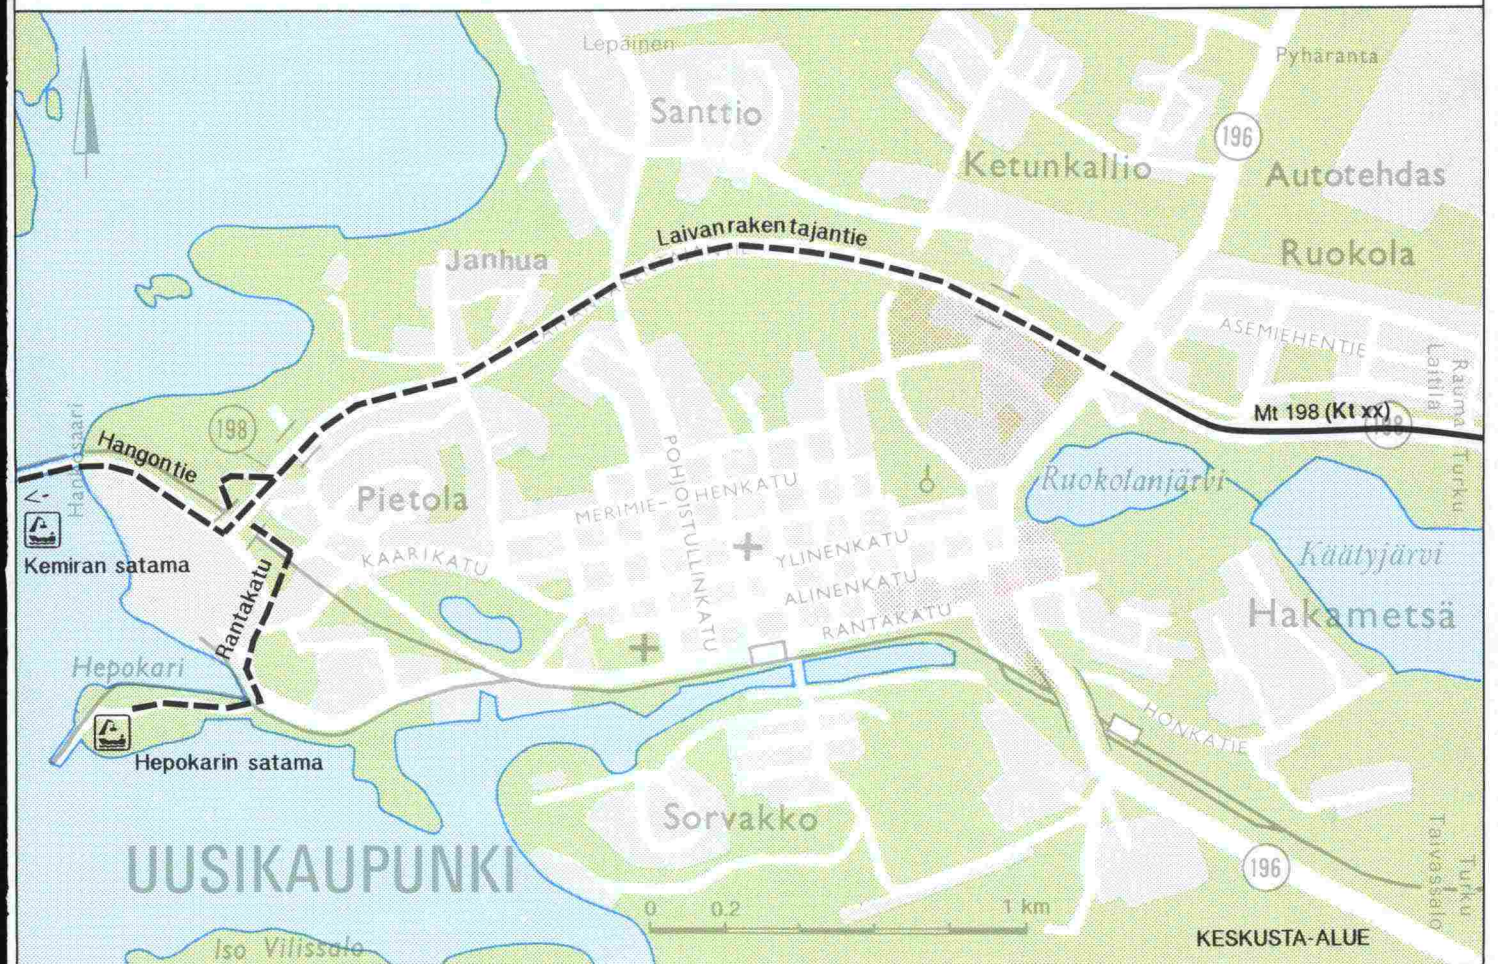 Lepäinen
Pyhäranta
Santtio
196
Ketunkallio
Autotehdas
Laivanrakentajantie
Ruokola
Janhua
ASEMIEHENTIE
Laitila
Rauma
Mt 198 (Kt xx)
198
198
Hangontie
Hangosaari
Turku
Pietola
POHJOISTULLINKATU
MERIMIE-HENKATU
Ruokolanjärvi
Kemiran satama
KAARIKATU
YLINENKATU
Käätyjärvi
ALINENKATU
Rantakatu
RANTAKATU
Hakametsä
Hepokari
HONKATIE
Hepokarin satama
Sorvakko
UUSIKAUPUNKI
196
Taivassalo
Turku
0 0.2 1 km
KESKUSTA-ALUE
Iso Vilissalo